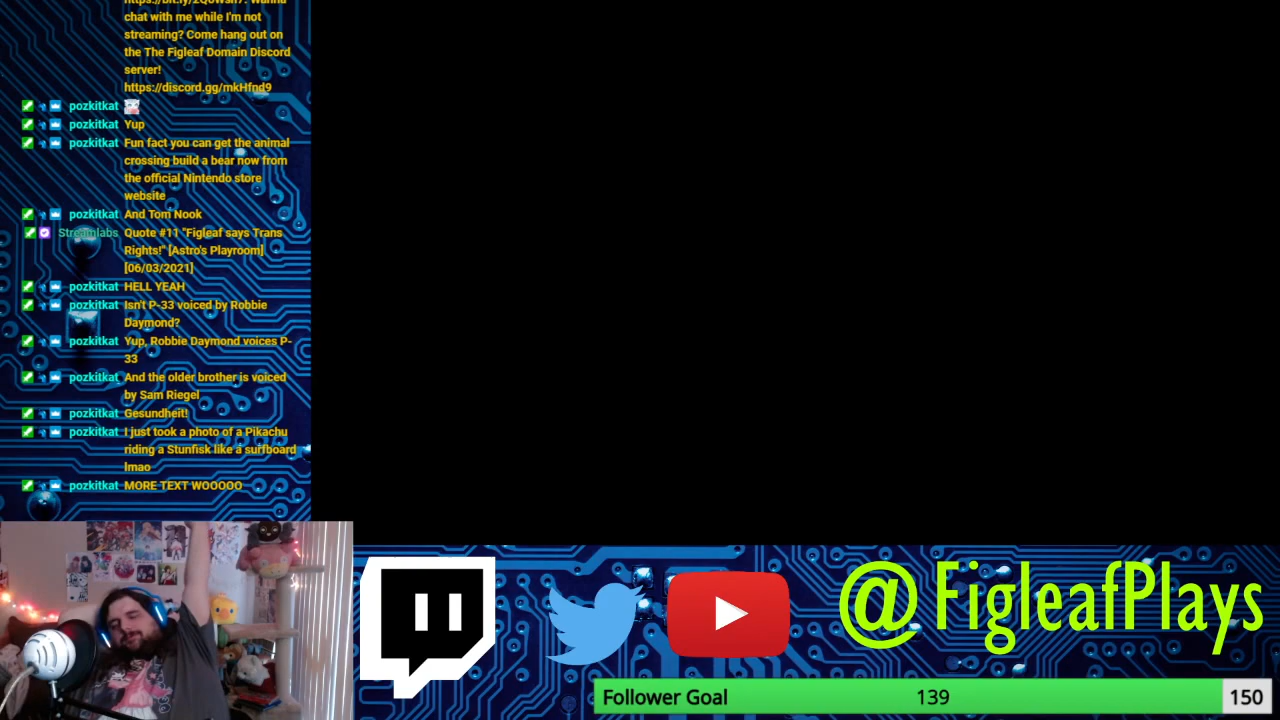 chat with me while I'm not
streaming? Come hang out on
the The Figleaf Domain Discord
server!
https://discord.gg/mkHfnd9
pozkitkat
pozkitkat Yup
pozkitkat Fun fact you can get the animal
crossing build a bear now from
the official Nintendo store
website
pozkitkat And Tom Nook
Streamlabs Quote #11 "Figleaf says Trans
Rights!" [Astro's Playroom]
[06/03/2021]
pozkitkat HELL YEAH
pozkitkat Isn't P-33 voiced by Robbie
Daymond?
pozkitkat Yup, Robbie Daymond voices P-
33
pozkitkat And the older brother is voiced
by Sam Riegel
pozkitkat Gesundheit!
pozkitkat I just took a photo of a Pikachu
riding a Stunfisk like a surfboard
lmao
pozkitkat MORE TEXT WOOOOO
@FigleafPlays
Follower Goal 139 150